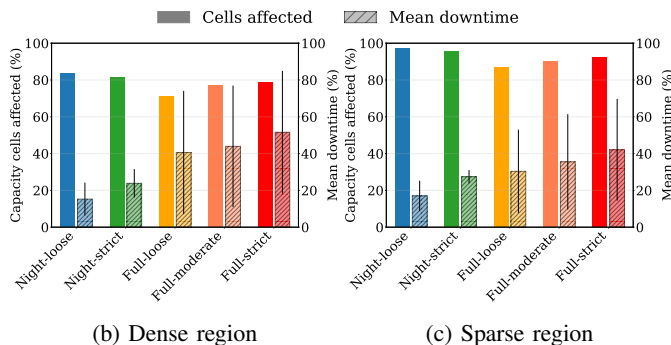 Cells affected Mean downtime
100 100 100 100
80 80 80 80
60 60 60 60
40 40 40 40
20 20 20 20
0 0 0 0
Capacity cells affected (%)
Mean downtime (%)
Capacity cells affected (%)
Mean downtime (%)
Night-loose
Night-strict
Full-loose
Full-moderate
Full-strict
Night-loose
Night-strict
Full-loose
Full-moderate
Full-strict
(b) Dense region
(c) Sparse region